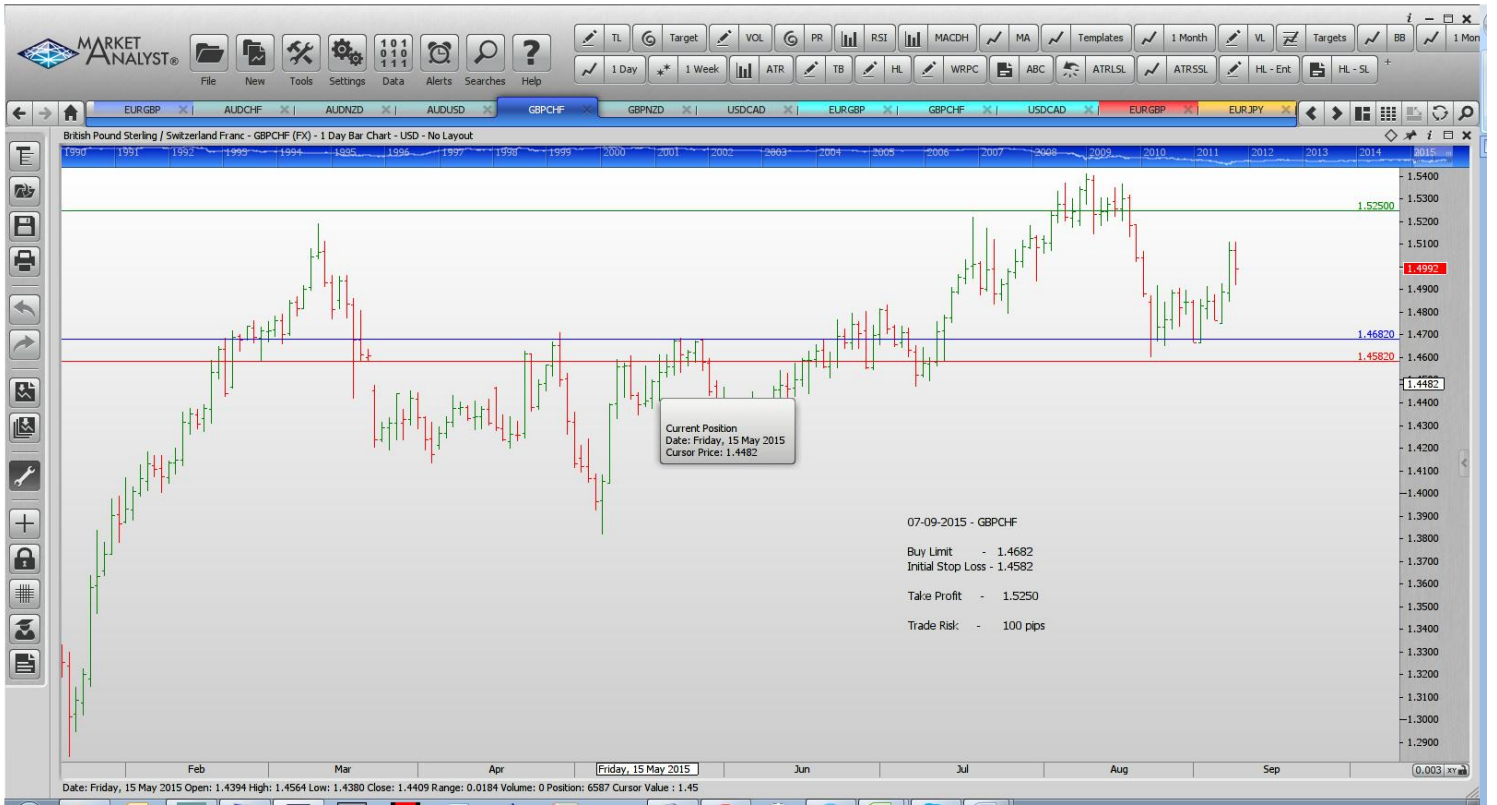 i
MARKET
ANALYST®
File New Tools Settings Data Alerts Searches Help
TL Target VOL PR RSI MACDH MA Templates 1 Month VL Targets BB 1 Mon
1 Day 1 Week ATR TB HL WRPC ABC ATRLSL ATRSSL HL - Ent HL - SL +
EURGBP AUDCHF AUDNZD AUDUSD GBPCHF GBPNZD USDCAD EURGBP GBPCHF USDCAD EURGBP EURJPY
British Pound Sterling / Switzerland Franc - GBPCHF (FX) - 1 Day Bar Chart - USD - No Layout
1990 1991 1992 1993 1994 1995 1996 1997 1998 1999 2000 2001 2002 2003 2004 2005 2006 2007 2008 2009 2010 2011 2012 2013 2014 2015
1.5400
1.5300
1.52500
1.5200
1.5100
1.4992
1.4900
1.4800
1.46820
1.4700
1.45820
1.4600
1.4482
1.4400
1.4300
1.4200
1.4100
1.4000
1.3900
1.3800
1.3700
1.3600
1.3500
1.3400
1.3300
1.3200
1.3100
1.3000
1.2900
Current Position
Date: Friday, 15 May 2015
Cursor Price: 1.4482
07-09-2015 - GBPCHF
Buy Limit - 1.4682
Initial Stop Loss - 1.4582
Take Profit - 1.5250
Trade Risk - 100 pips
Feb Mar Apr Friday, 15 May 2015 Jun Jul Aug Sep
0.003 XY
Date: Friday, 15 May 2015 Open: 1.4394 High: 1.4564 Low: 1.4380 Close: 1.4409 Range: 0.0184 Volume: 0 Position: 6587 Cursor Value : 1.45